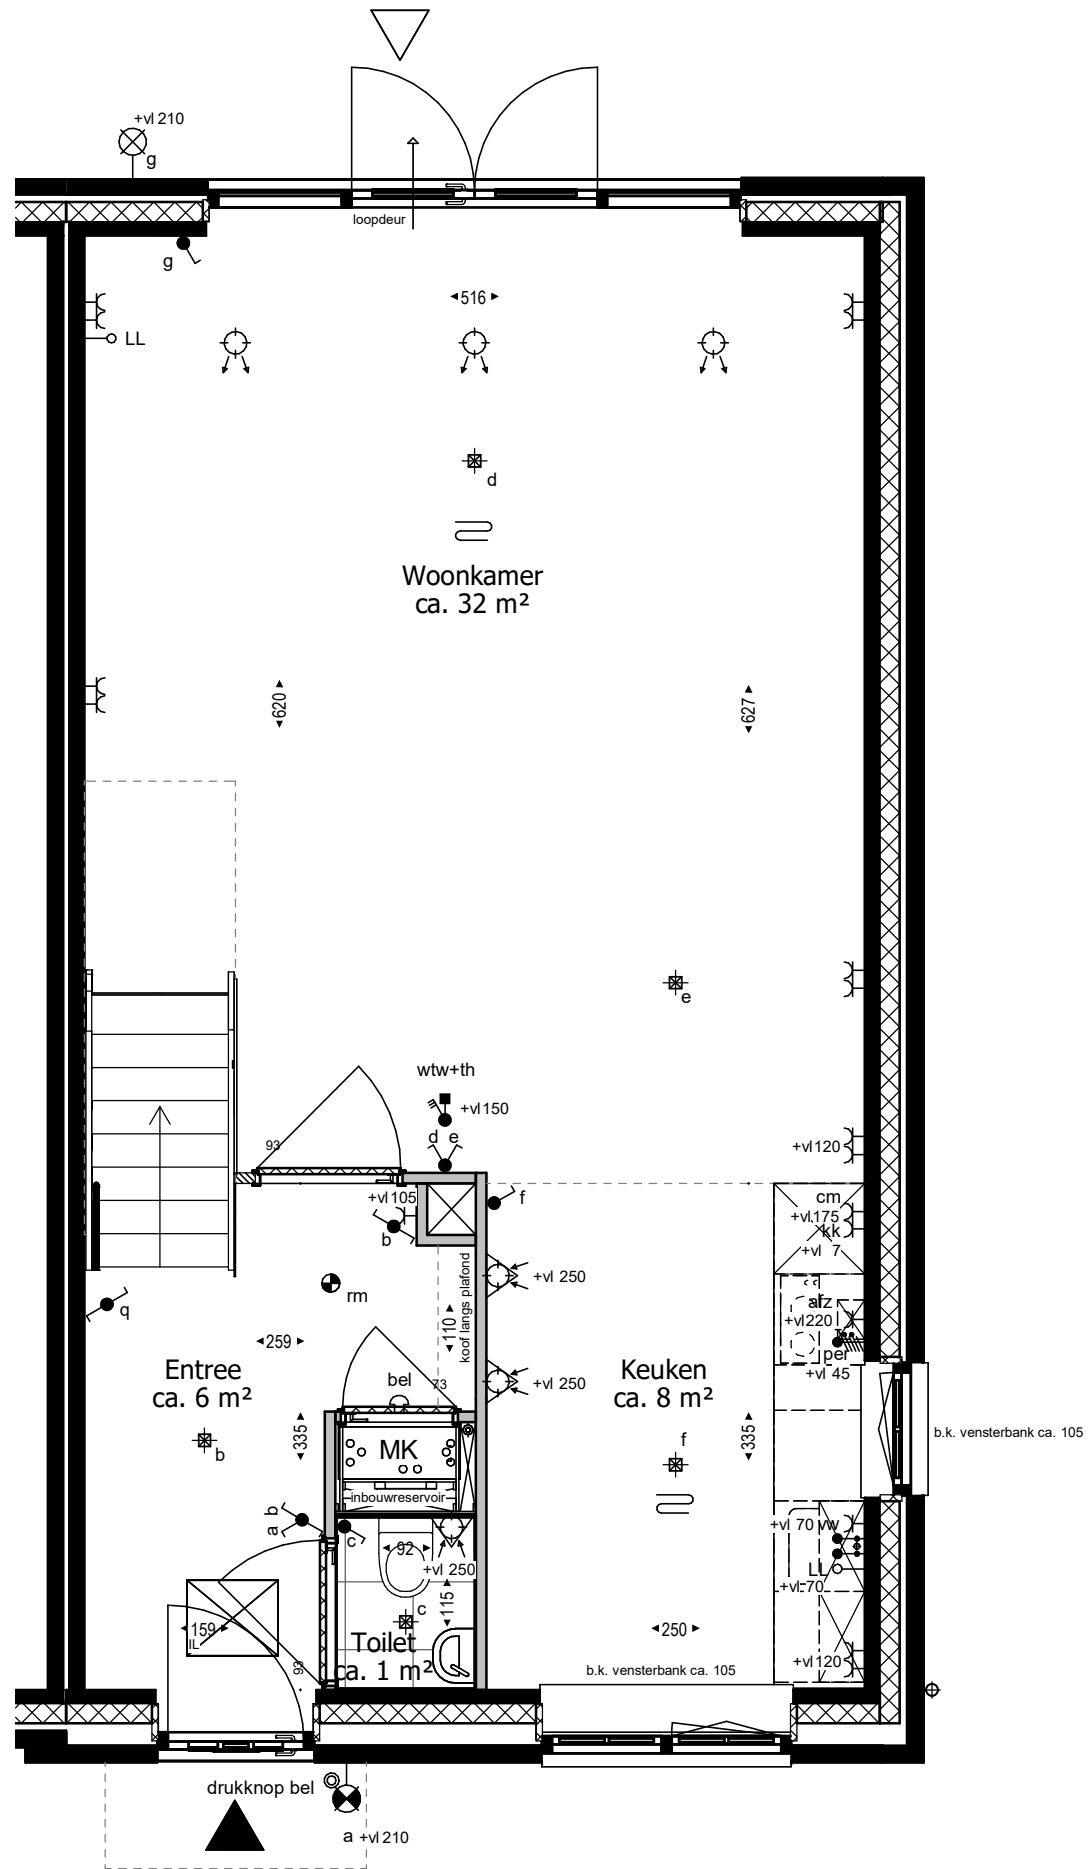 +vl 210
g
loopdeur
g
516
LL
d
Woonkamer
ca. 32 m²
620
627
e
wtw+th
+vl 150
d e
93
+vl 120
+vl 105
b
f
cm
+vl 175
kk
+vl 7
koof langs plafond
+vl 250
rm
q
afz
+vl 220
110
259
per
+vl 45
Entree
ca. 6 m²
bel
73
+vl 250
Keuken
ca. 8 m²
335
335
b.k. vensterbank ca. 105
b
MK
f
inbouwreservoir
a b
c
92
+vl 250
+vl 70 vw
LL
+vl 70
115
c
159
IL
Toilet
ca. 1 m²
93
250
+vl 120
b.k. vensterbank ca. 105
drukknop bel
a +vl 210